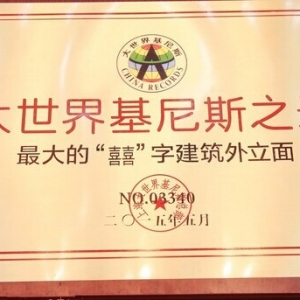 大世界基尼斯
CHINA RECORDS
大世界基尼斯之
最大的“囍”字建筑外立面
NO.03340
二〇一五年五月